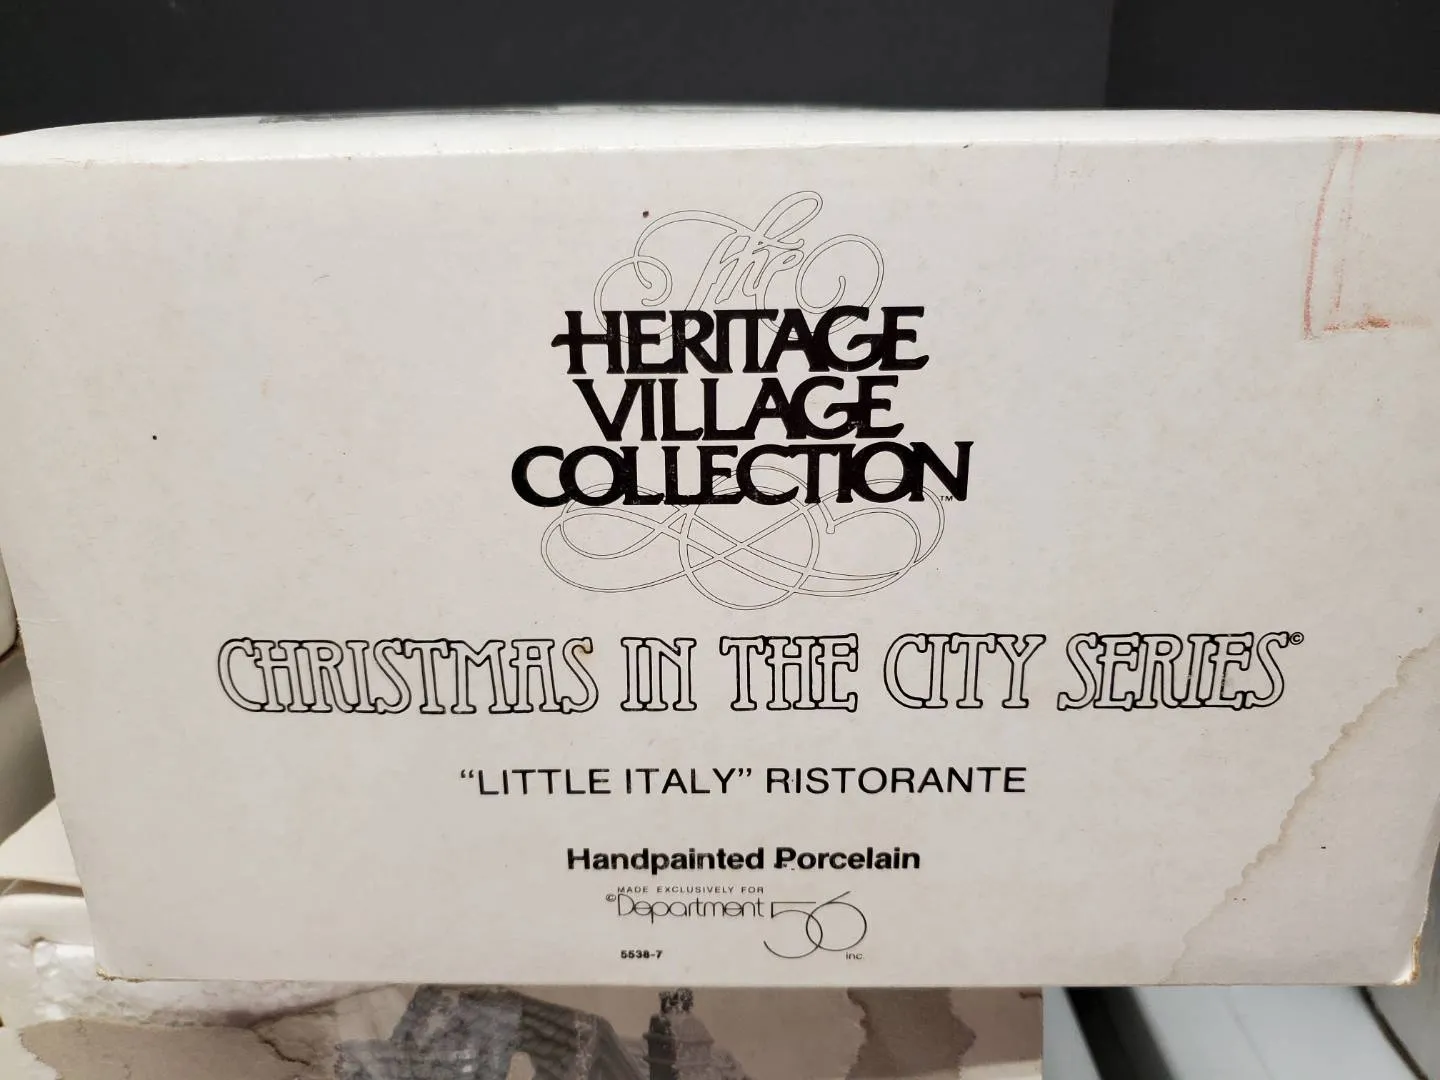 The
HERITAGE
VILLAGE
COLLECTION™
CHRISTMAS IN THE CITY SERIES©
“LITTLE ITALY” RISTORANTE
Handpainted Porcelain
MADE EXCLUSIVELY FOR
©Department 56 inc.
5538-7